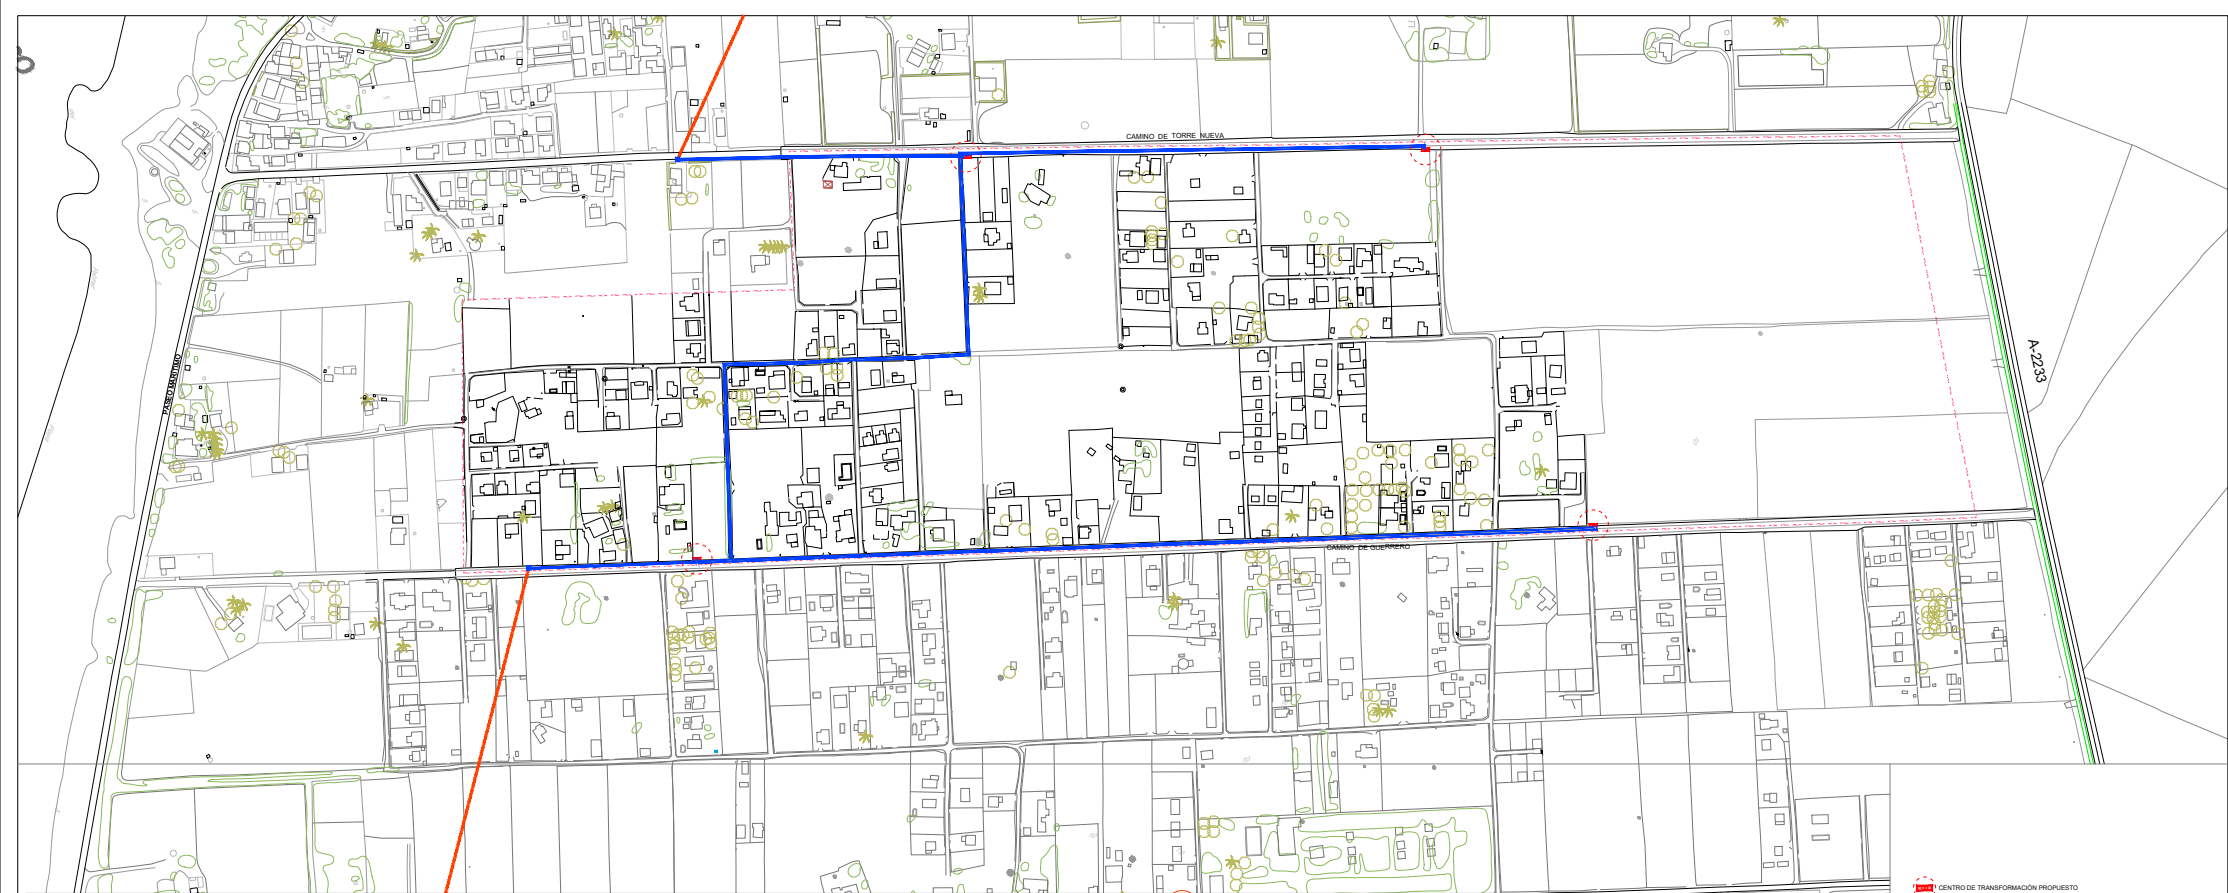 CAMINO DE TORRE NUEVA
A-2233
PASEO MARITIMO
CAMINO DE GUERRERO
CENTRO DE TRANSFORMACIÓN PROPUESTO